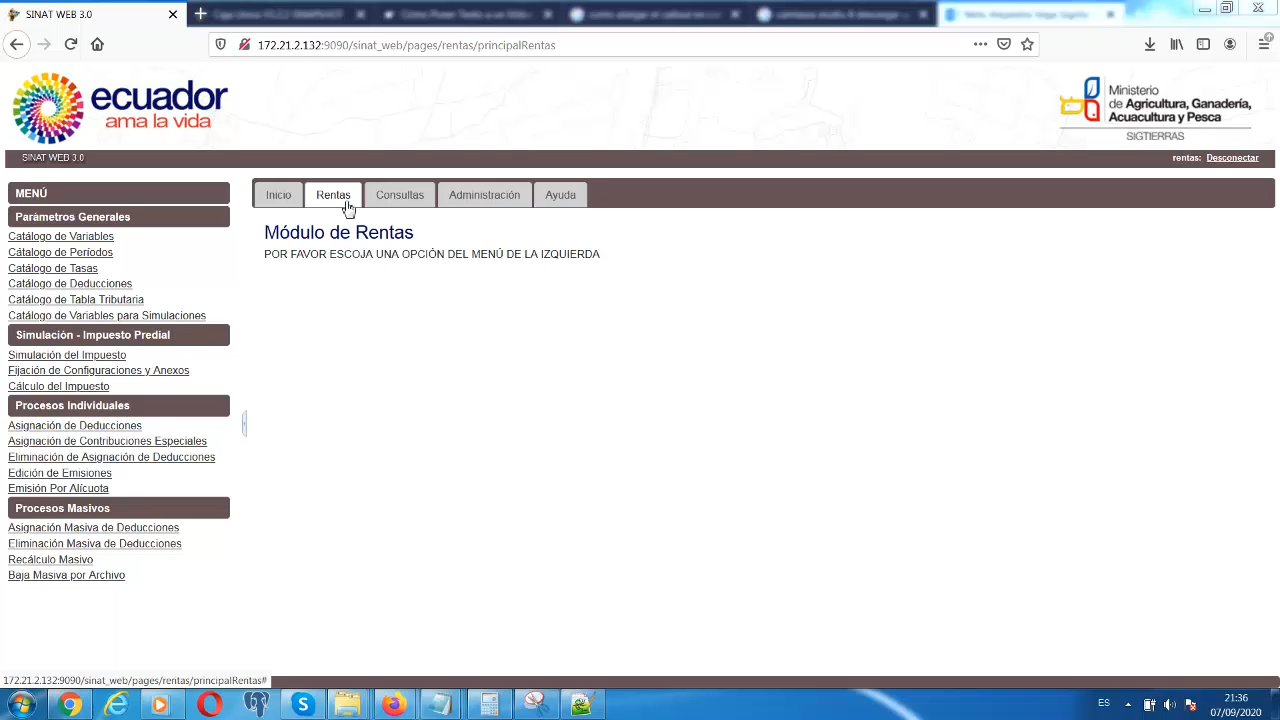 SINAT WEB 3.0
172.21.2.132:9090/sinat_web/pages/rentas/principalRentas
ecuador
ama la vida
Ministerio
de Agricultura, Ganadería,
Acuacultura y Pesca
SIGTIERRAS
SINAT WEB 3.0
rentas: Desconectar
MENÚ
Inicio
Rentas
Consultas
Administración
Ayuda
Parámetros Generales
Catálogo de Variables
Cátalogo de Períodos
Catálogo de Tasas
Catálogo de Deducciones
Catálogo de Tabla Tributaria
Catálogo de Variables para Simulaciones
Simulación - Impuesto Predial
Simulación del Impuesto
Fijación de Configuraciones y Anexos
Cálculo del Impuesto
Procesos Individuales
Asignación de Deducciones
Asignación de Contribuciones Especiales
Eliminación de Asignación de Deducciones
Edición de Emisiones
Emisión Por Alícuota
Procesos Masivos
Asignación Masiva de Deducciones
Eliminación Masiva de Deducciones
Recálculo Masivo
Baja Masiva por Archivo
Módulo de Rentas
POR FAVOR ESCOJA UNA OPCIÓN DEL MENÚ DE LA IZQUIERDA
172.21.2.132:9090/sinat_web/pages/rentas/principalRentas#
ES
21:36
07/09/2020